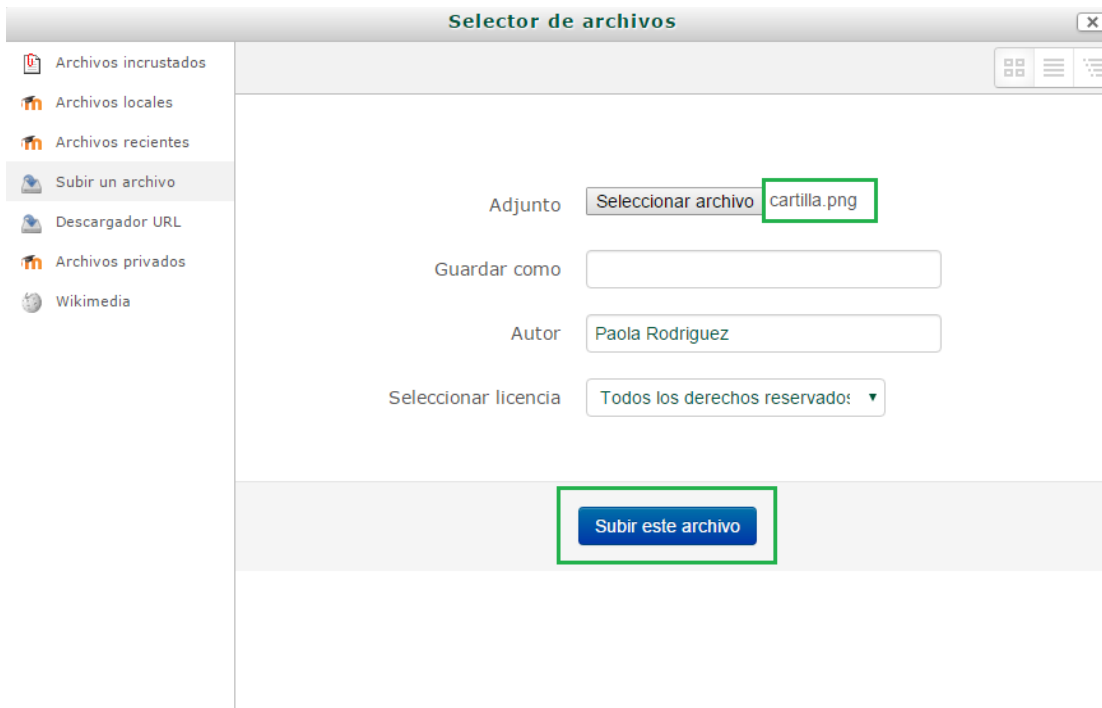 Selector de archivos
Archivos incrustados
Archivos locales
Archivos recientes
Subir un archivo
Descargador URL
Archivos privados
Wikimedia
Adjunto Seleccionar archivo cartilla.png
Guardar como
Autor Paola Rodriguez
Seleccionar licencia Todos los derechos reservados
Subir este archivo